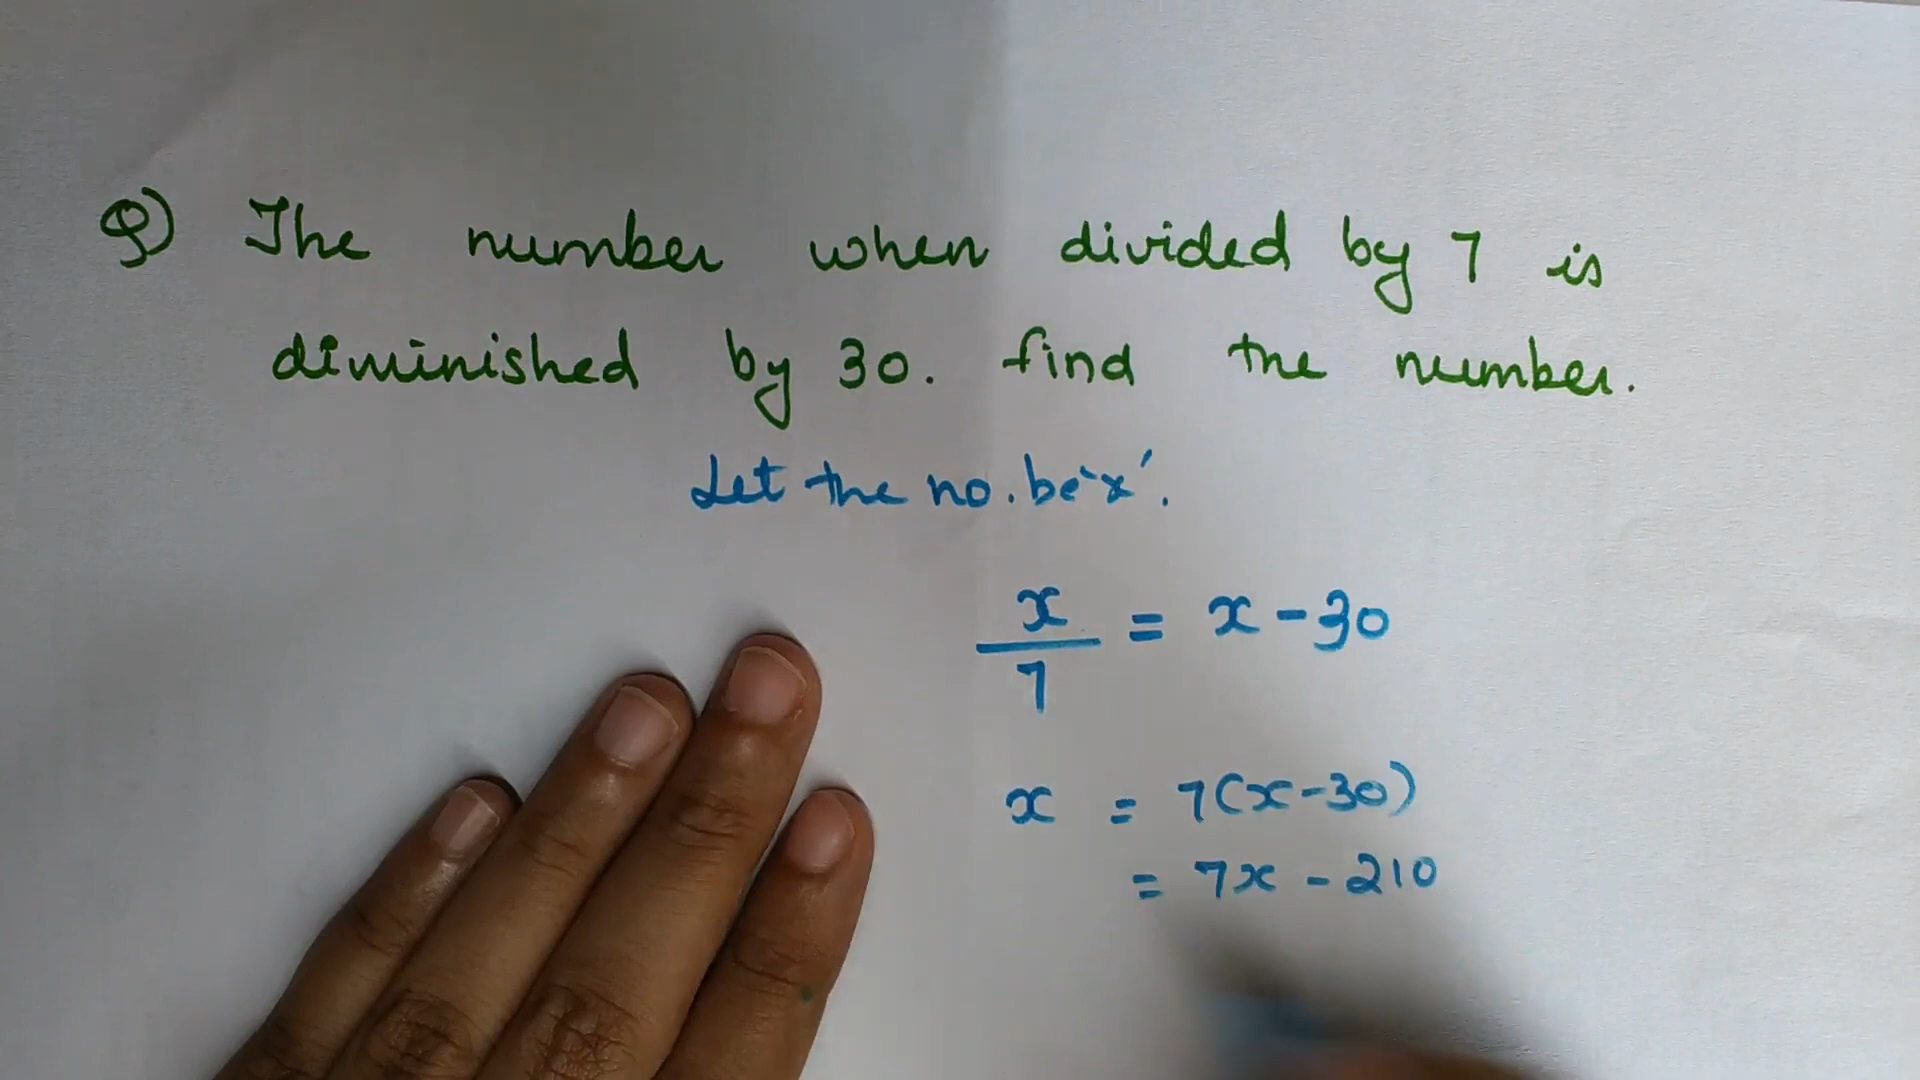 Q) The number when divided by 7 is
diminished by 30. find the number.
Let the no. be 'x'.
x/7 = x - 30
x = 7(x-30)
= 7x - 210